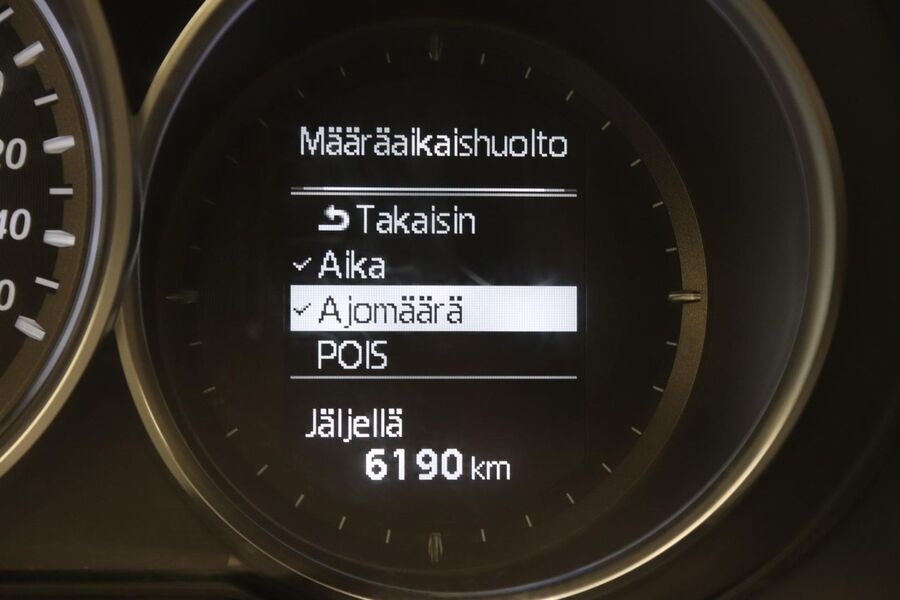 Määräaikaishuolto
Takaisin
✓ Aika
✓ Ajomäärä
POIS
Jäljellä
6190 km